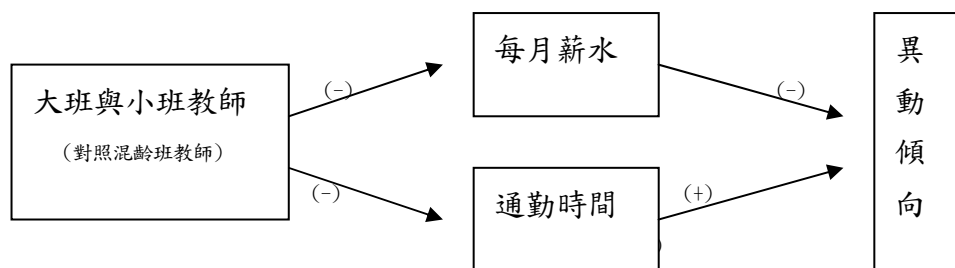 每月薪水
大班與小班教師
(對照混齡班教師)
(-)
(-)
(-)
通勤時間
(+)
異
動
傾
向